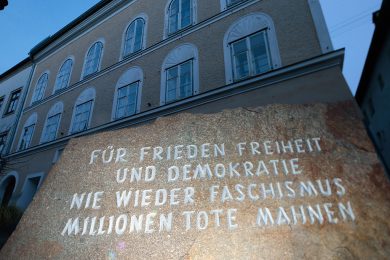 FÜR FRIEDEN FREIHEIT
UND DEMOKRATIE
NIE WIEDER FASCHISMUS
MILLIONEN TOTE MAHNEN